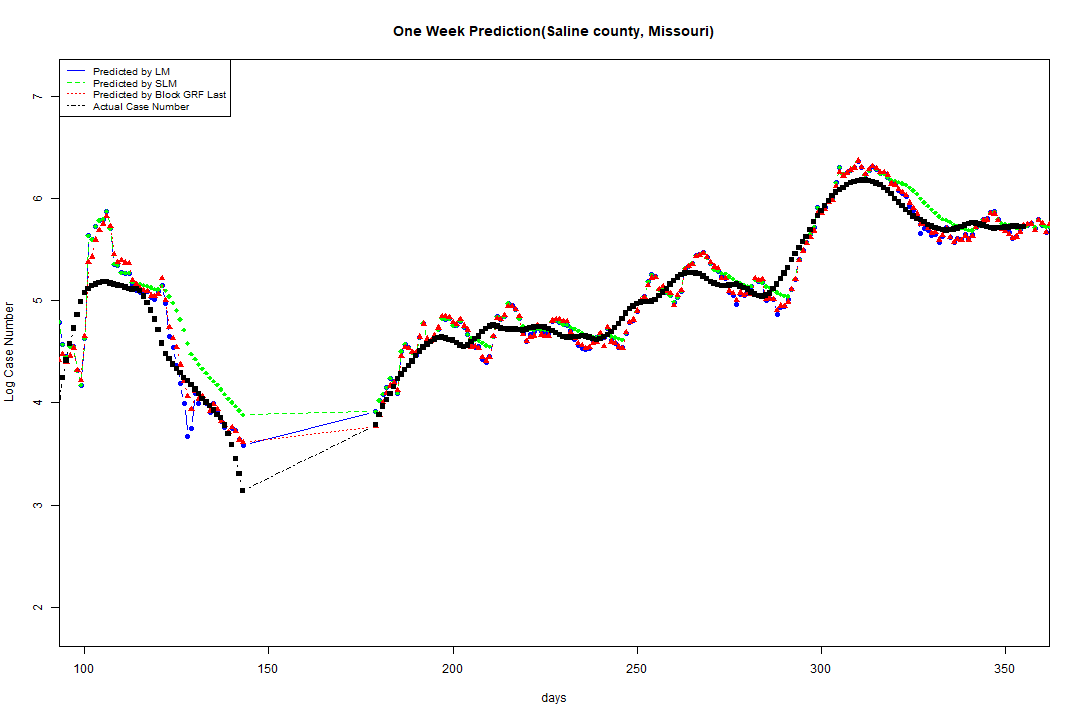 One Week Prediction(Saline county, Missouri)
Predicted by LM
Predicted by SLM
Predicted by Block GRF Last
Actual Case Number
7
6
5
4
3
2
Log Case Number
100 150 200 250 300 350
days